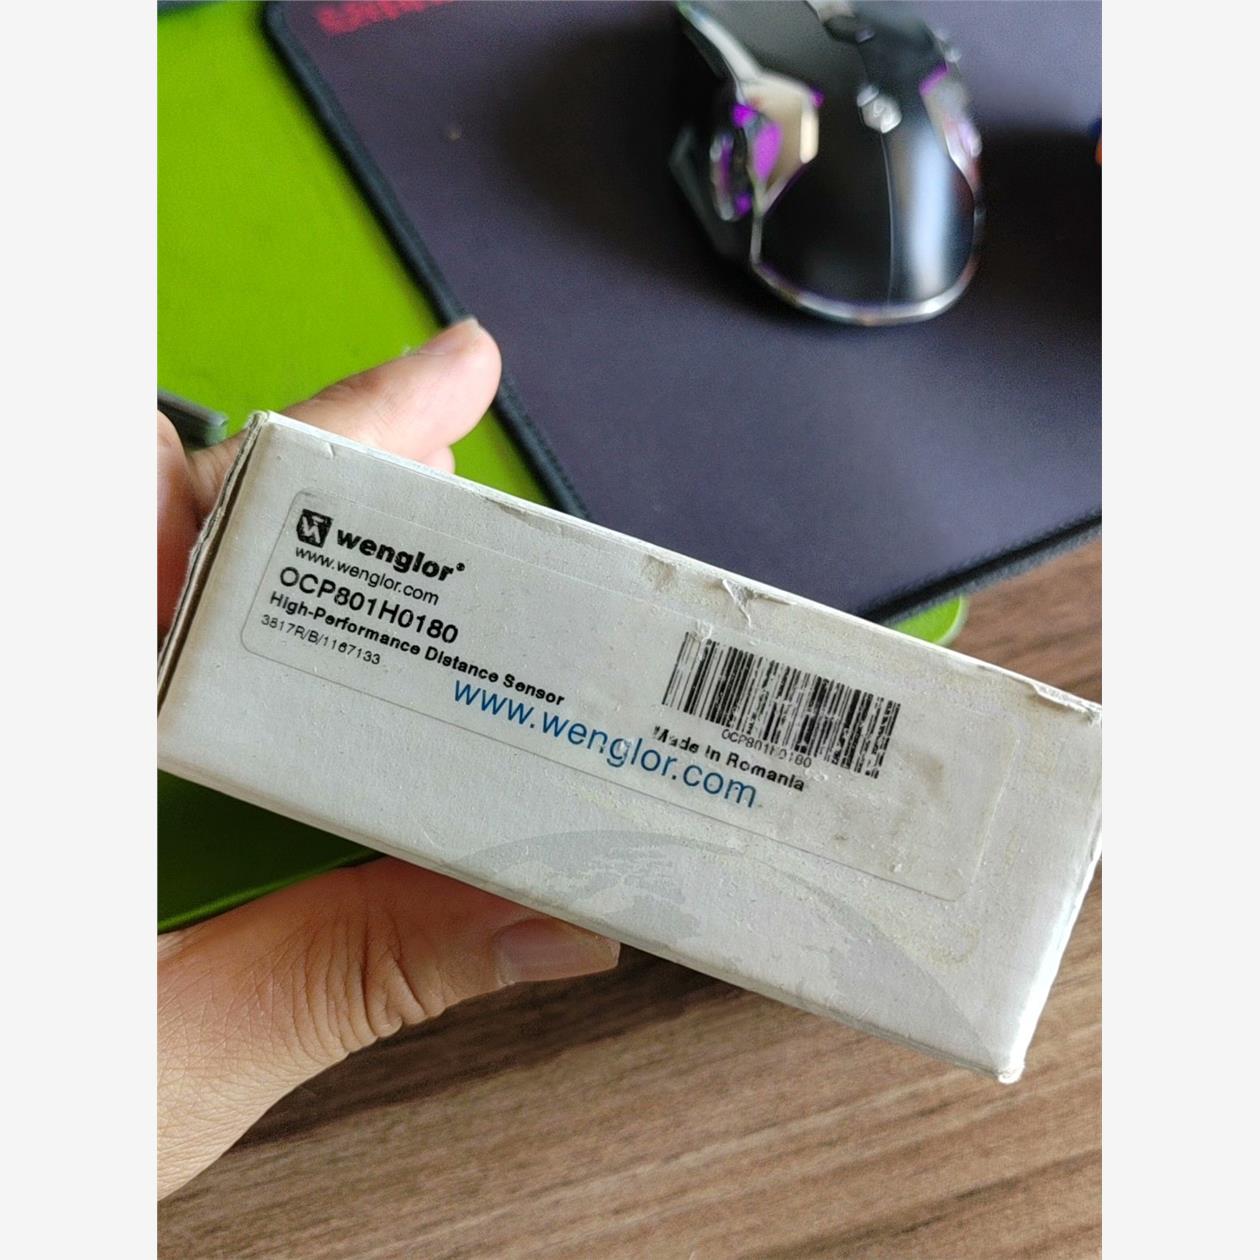 wenglor®
www.wenglor.com
OCP801H0180
High-Performance Distance Sensor
3817R/B/1167133
www.wenglor.com
OCP801H0180
Made in Romania